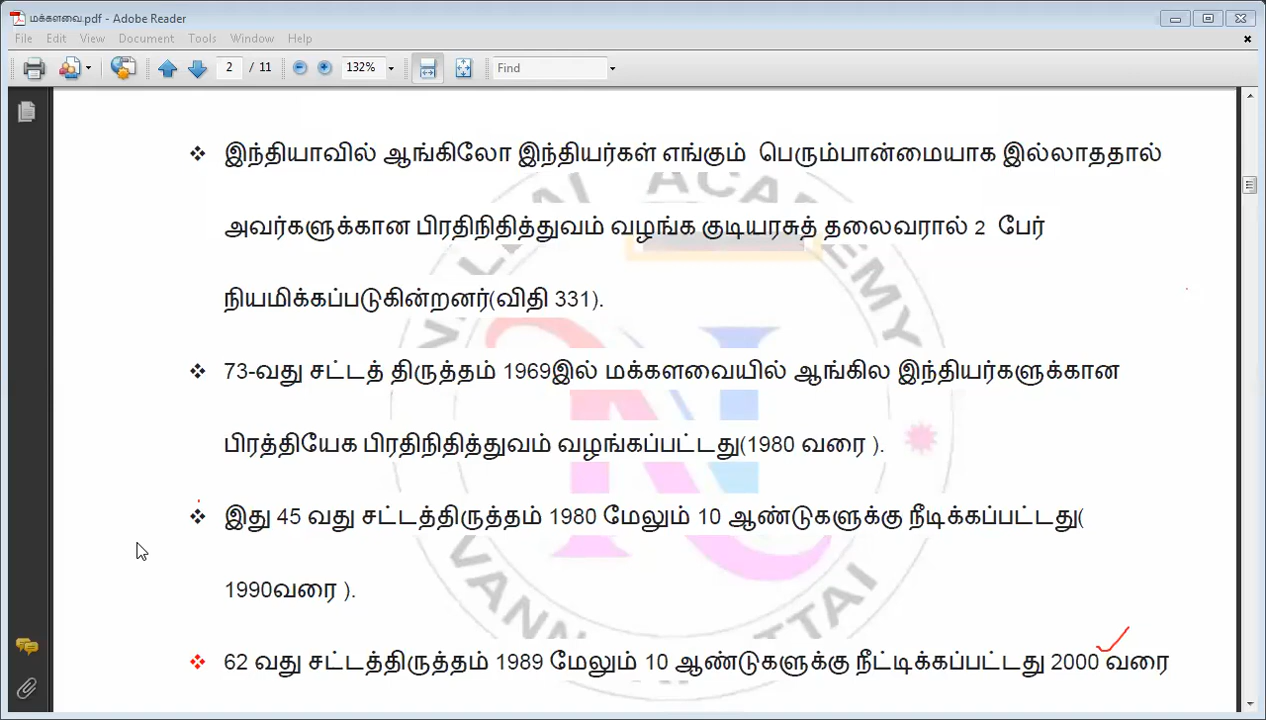 மக்களவை.pdf - Adobe Reader
File Edit View Document Tools Window Help
2 / 11 132% Find
❖ இந்தியாவில் ஆங்கிலோ இந்தியர்கள் எங்கும் பெரும்பான்மையாக இல்லாததால்
அவர்களுக்கான பிரதிநிதித்துவம் வழங்க குடியரசுத் தலைவரால் 2 பேர்
நியமிக்கப்படுகின்றனர்(விதி 331).
❖ 73-வது சட்டத் திருத்தம் 1969இல் மக்களவையில் ஆங்கில இந்தியர்களுக்கான
பிரத்தியேக பிரதிநிதித்துவம் வழங்கப்பட்டது(1980 வரை ).
❖ இது 45 வது சட்டத்திருத்தம் 1980 மேலும் 10 ஆண்டுகளுக்கு நீடிக்கப்பட்டது(
1990வரை ).
❖ 62 வது சட்டத்திருத்தம் 1989 மேலும் 10 ஆண்டுகளுக்கு நீட்டிக்கப்பட்டது 2000 வரை
ACADEMY